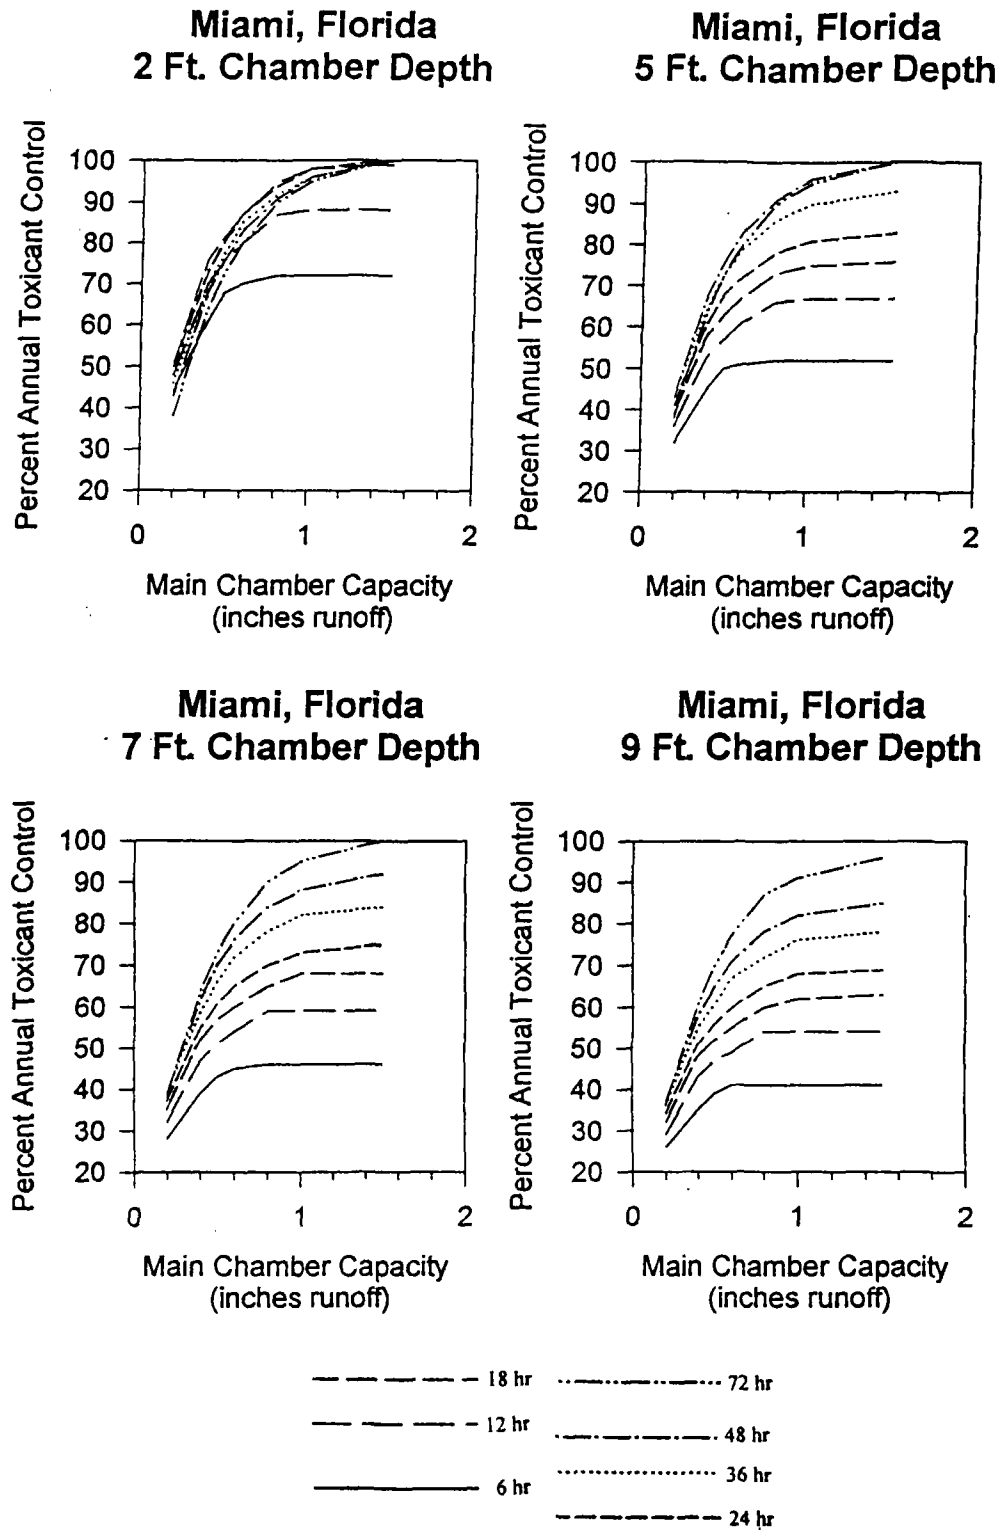 Miami, Florida
2 Ft. Chamber Depth
Percent Annual Toxicant Control
100
90
80
70
60
50
40
30
20
0
1
2
Main Chamber Capacity
(inches runoff)
Miami, Florida
5 Ft. Chamber Depth
Percent Annual Toxicant Control
100
90
80
70
60
50
40
30
20
0
1
2
Main Chamber Capacity
(inches runoff)
Miami, Florida
7 Ft. Chamber Depth
Percent Annual Toxicant Control
100
90
80
70
60
50
40
30
20
0
1
2
Main Chamber Capacity
(inches runoff)
Miami, Florida
9 Ft. Chamber Depth
Percent Annual Toxicant Control
100
90
80
70
60
50
40
30
20
0
1
2
Main Chamber Capacity
(inches runoff)
18 hr
12 hr
6 hr
72 hr
48 hr
36 hr
24 hr